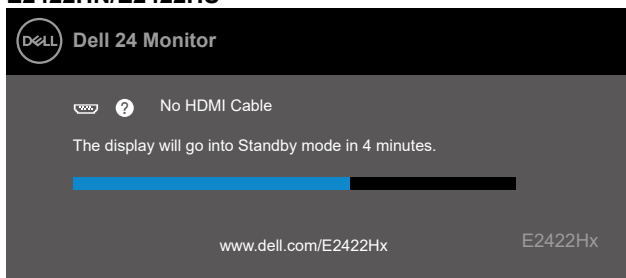 DELL
Dell 24 Monitor
? No HDMI Cable
The display will go into Standby mode in 4 minutes.
www.dell.com/E2422Hx
E2422Hx